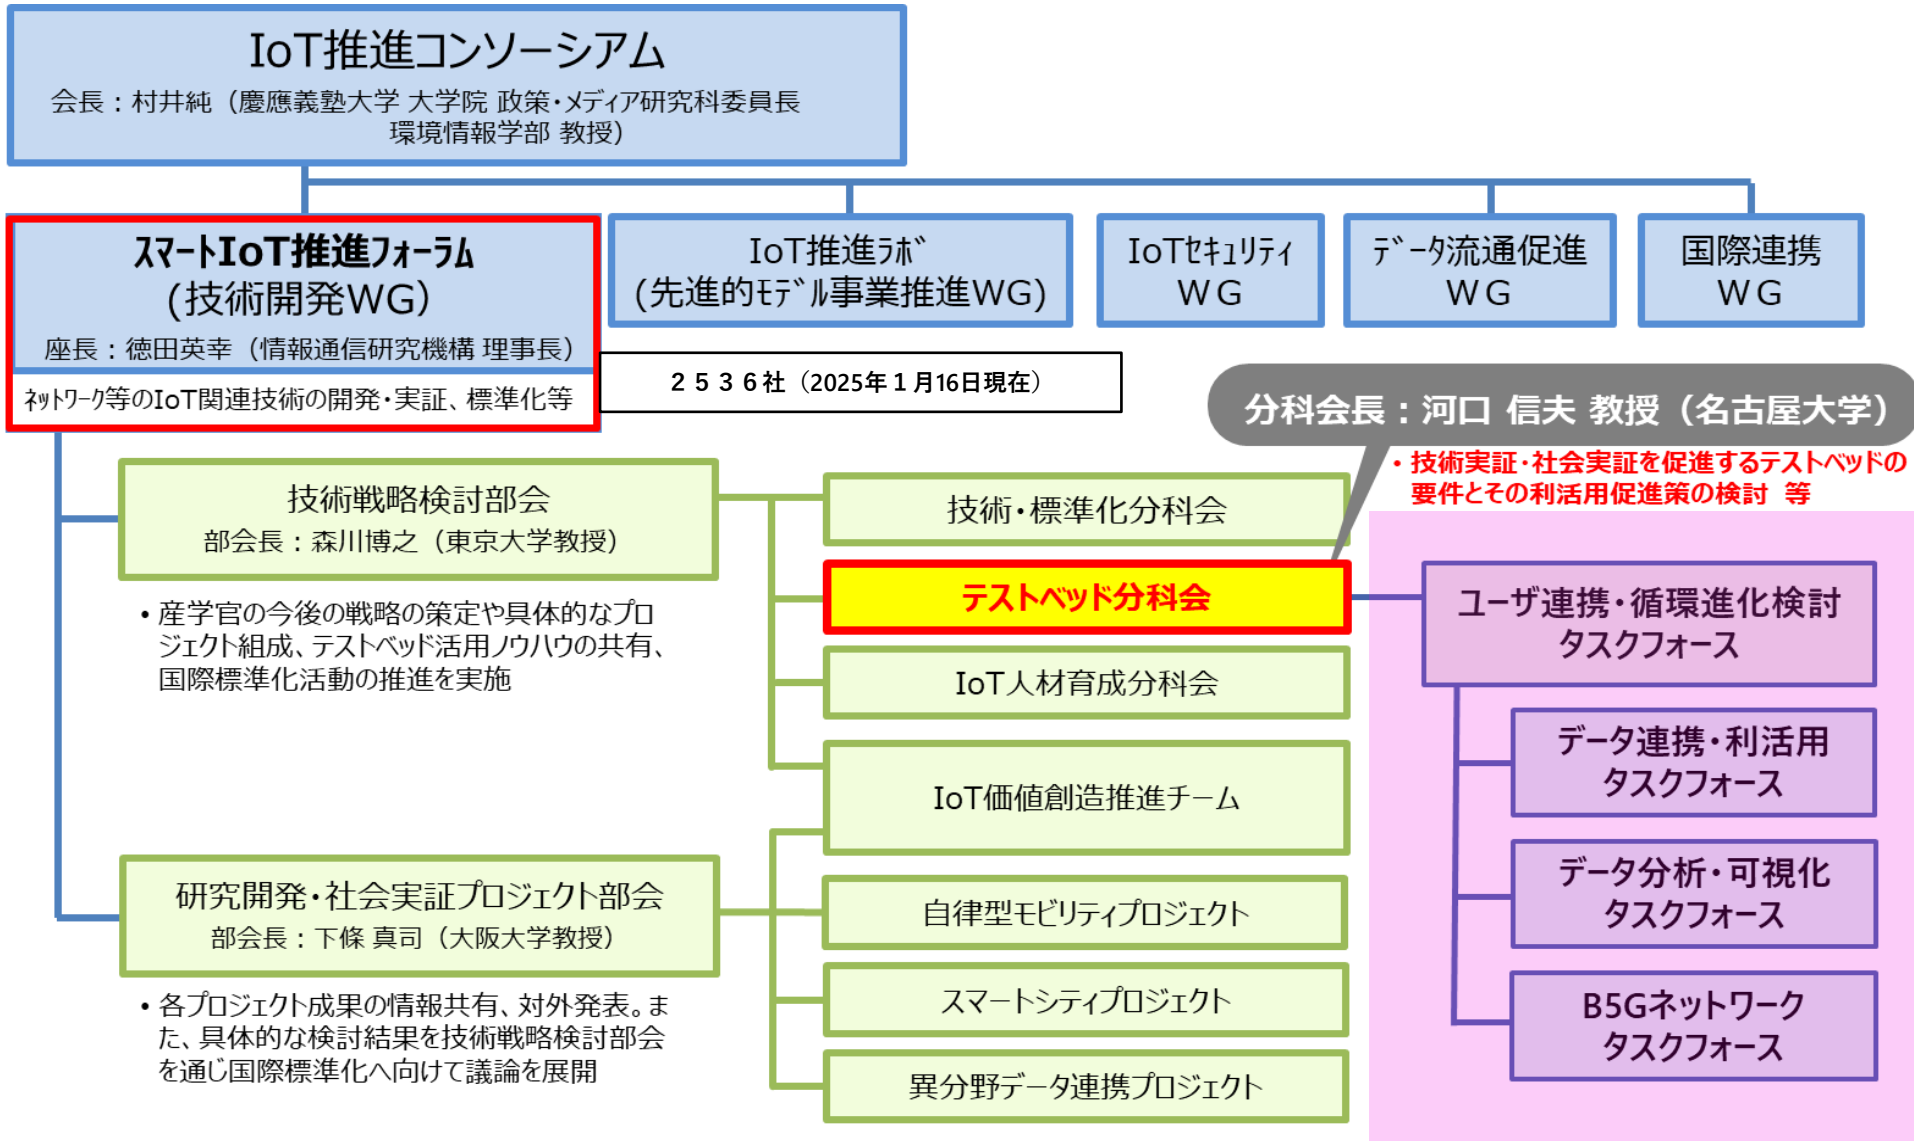 IoT推進コンソーシアム
会長：村井純（慶應義塾大学 大学院 政策・メディア研究科委員長
環境情報学部 教授）
ｽﾏｰﾄIoT推進ﾌｫｰﾗﾑ
(技術開発WG）
座長：徳田英幸（情報通信研究機構 理事長）
ﾈｯﾄﾜｰｸ等のIoT関連技術の開発・実証、標準化等
IoT推進ﾗﾎﾞ
(先進的ﾓﾃﾞﾙ事業推進WG)
IoTｾｷｭﾘﾃｨ
ＷＧ
ﾃﾞｰﾀ流通促進
ＷＧ
国際連携
ＷＧ
２５３６社（2025年１月16日現在）
分科会長：河口 信夫 教授（名古屋大学）
・技術実証・社会実証を促進するテストベッドの
要件とその利活用促進策の検討 等
技術戦略検討部会
部会長：森川博之（東京大学教授）
・産学官の今後の戦略の策定や具体的なプロ
ジェクト組成、テストベッド活用ノウハウの共有、
国際標準化活動の推進を実施
技術・標準化分科会
テストベッド分科会
IoT人材育成分科会
IoT価値創造推進チーム
ユーザ連携・循環進化検討
タスクフォース
データ連携・利活用
タスクフォース
データ分析・可視化
タスクフォース
B5Gネットワーク
タスクフォース
研究開発・社会実証プロジェクト部会
部会長：下條 真司（大阪大学教授）
・各プロジェクト成果の情報共有、対外発表。ま
た、具体的な検討結果を技術戦略検討部会
を通じ国際標準化へ向けて議論を展開
自律型モビリティプロジェクト
スマートシティプロジェクト
異分野データ連携プロジェクト